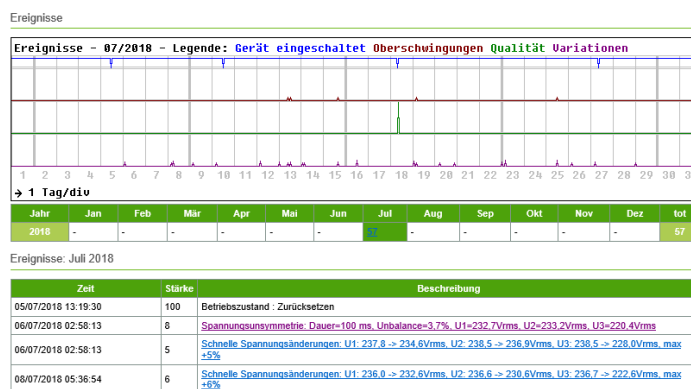 Ereignisse
Ereignisse - 07/2018 - Legende: Gerät eingeschaltet Oberschwingungen Qualität Variationen
1 2 3 4 5 6 7 8 9 10 11 12 13 14 15 16 17 18 19 20 21 22 23 24 25 26 27 28 29 30 3
→ 1 Tag/div
Jahr Jan Feb Mär Apr Mai Jun Jul Aug Sep Okt Nov Dez tot
2018 - - - - - - 57 - - - - - 57
Ereignisse: Juli 2018
Zeit Stärke Beschreibung
05/07/2018 13:19:30 100 Betriebszustand : Zurücksetzen
06/07/2018 02:58:13 8 Spannungsunsymmetrie: Dauer=100 ms, Unbalance=3,7%, U1=232,7Vrms, U2=233,2Vrms, U3=220,4Vrms
06/07/2018 02:58:13 5 Schnelle Spannungsänderungen: U1: 237,8 -> 234,6Vrms, U2: 238,5 -> 236,9Vrms, U3: 238,5 -> 228,0Vrms, max
+5%
08/07/2018 05:36:54 6 Schnelle Spannungsänderungen: U1: 236,0 -> 232,6Vrms, U2: 236,6 -> 230,6Vrms, U3: 236,7 -> 222,6Vrms, max
+6%